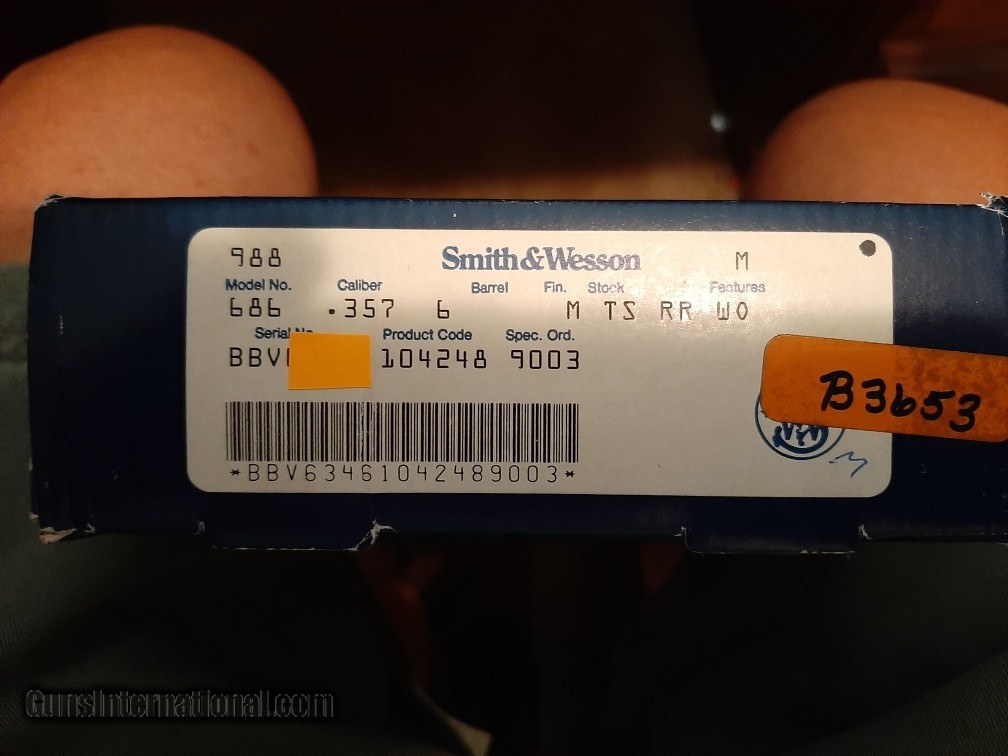 988 Smith&Wesson M
Model No. Caliber Barrel Fin. Stock Features
686 .357 6 M TS RR WO
Serial Product Code Spec. Ord.
BBV 104248 9003
B3653
*BBV63461042489003*
GunsInternational.com